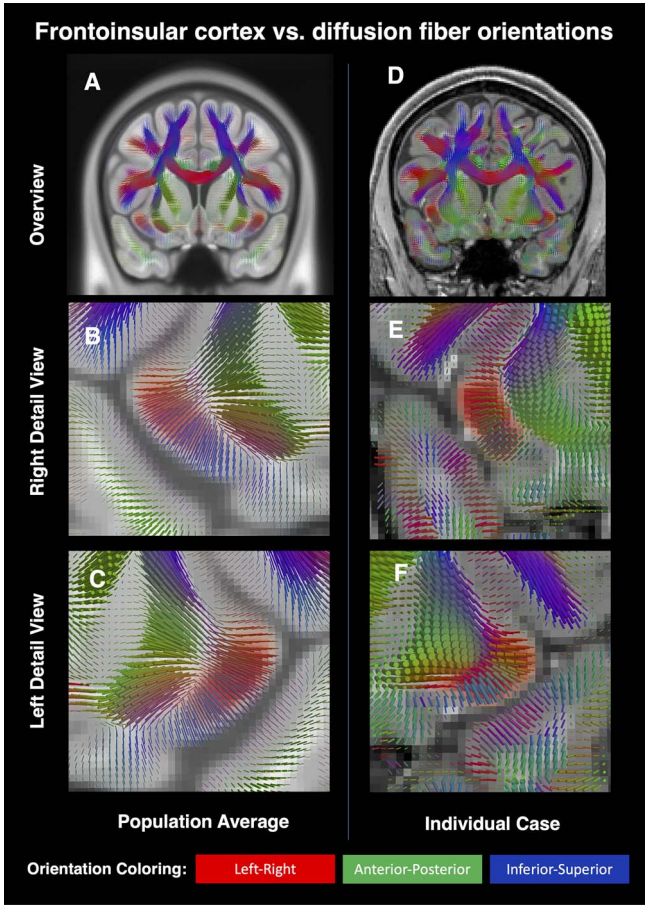 Frontoinsular cortex vs. diffusion fiber orientations
A
D
Overview
B
E
Right Detail View
C
F
Left Detail View
Population Average
Individual Case
Orientation Coloring:
Left-Right
Anterior-Posterior
Inferior-Superior